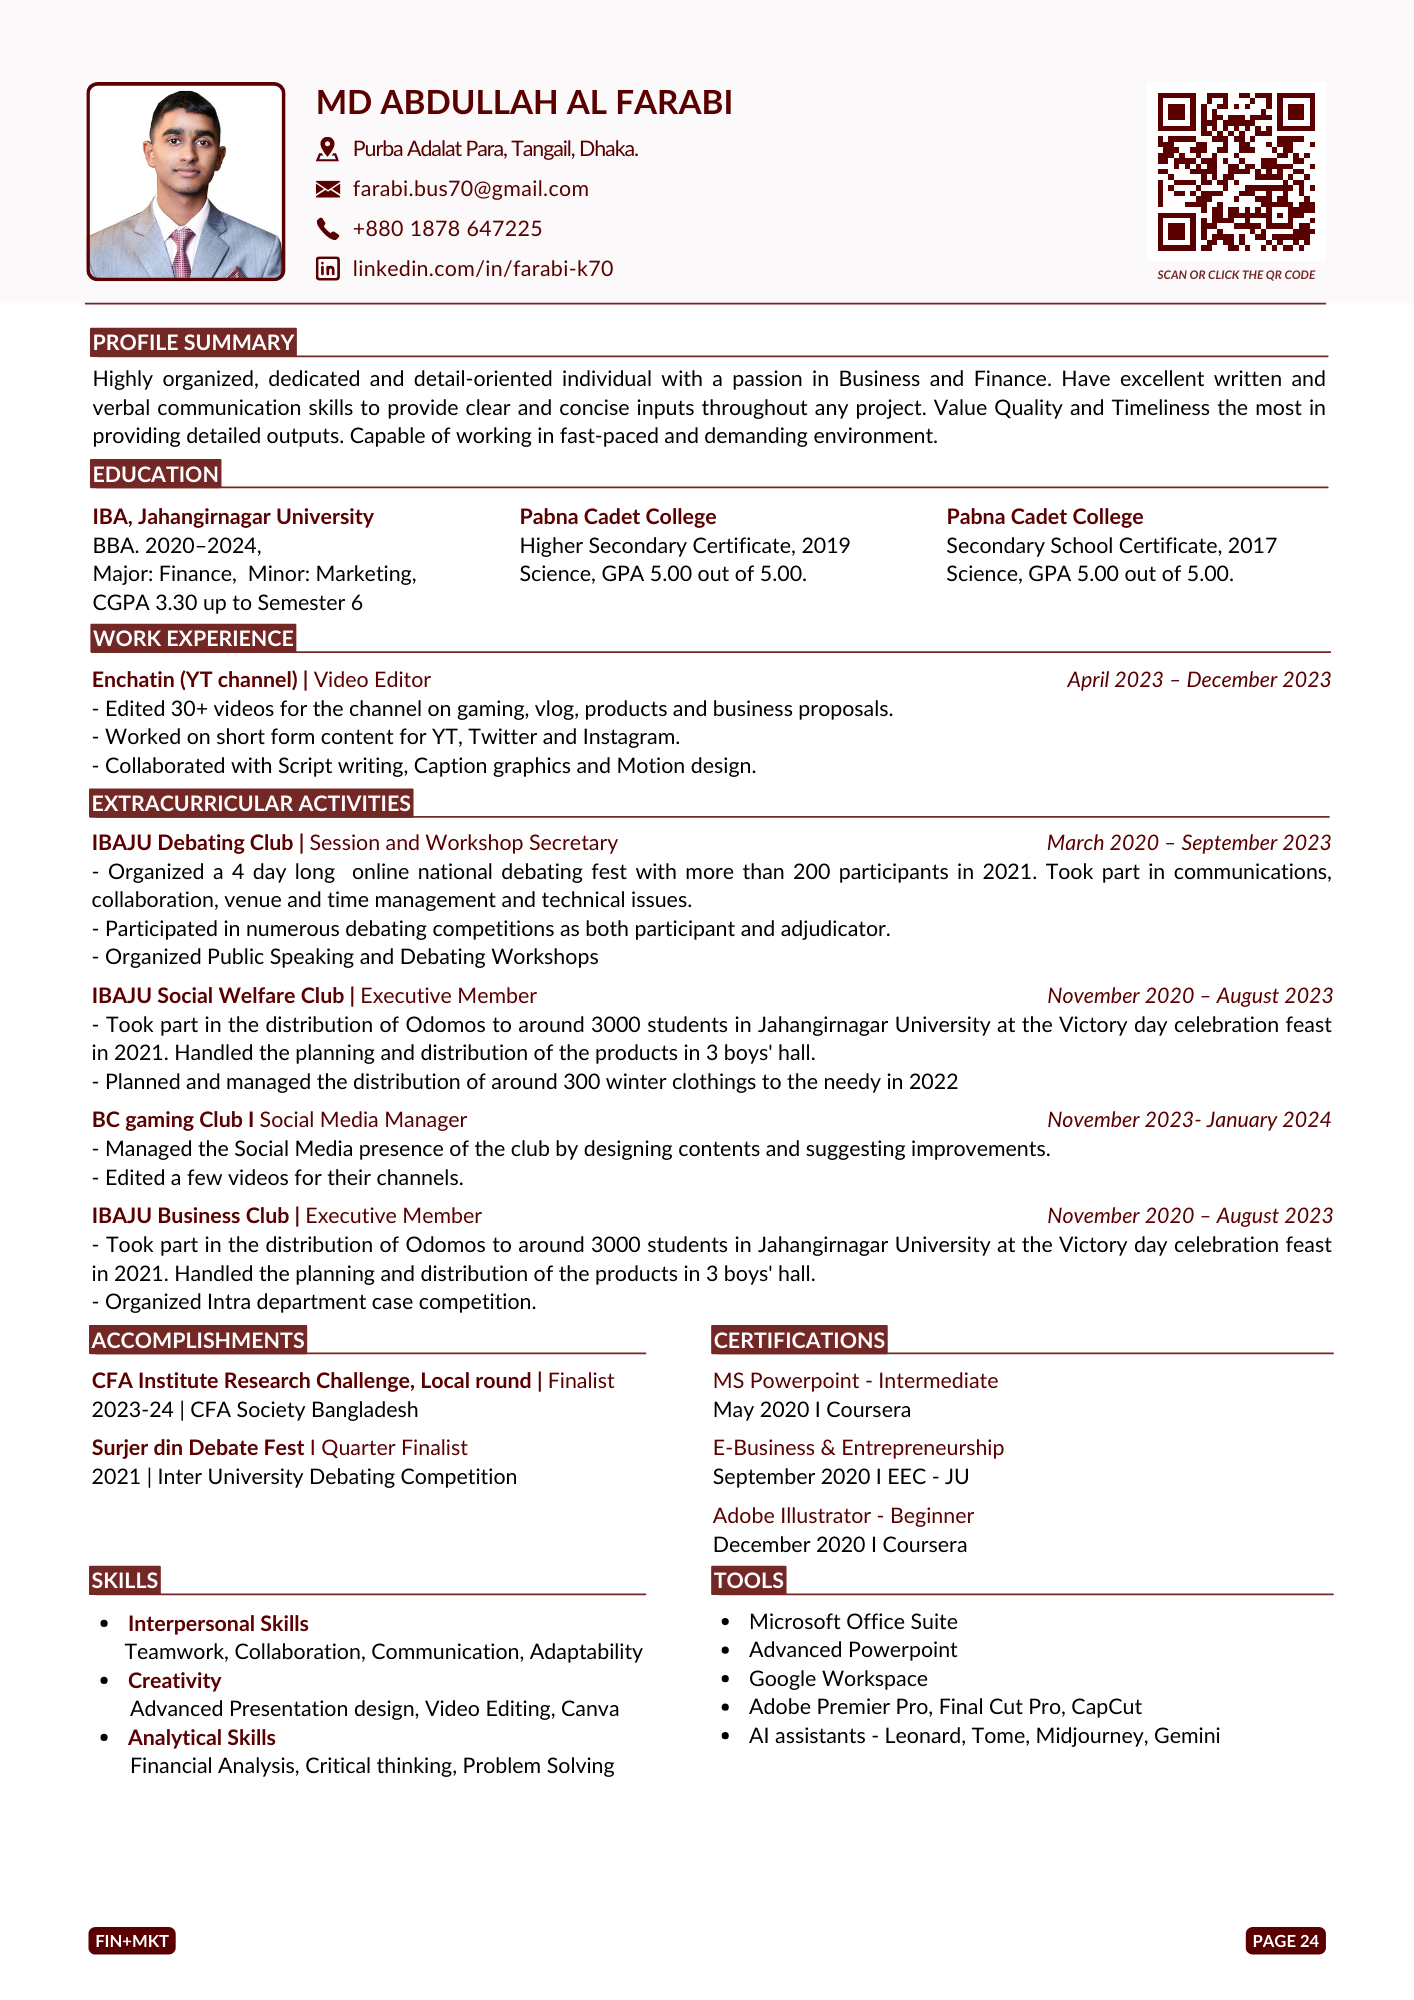 MD ABDULLAH AL FARABI
Purba Adalat Para, Tangail, Dhaka.
farabi.bus70@gmail.com
+880 1878 647225
linkedin.com/in/farabi-k70
SCAN OR CLICK THE QR CODE
PROFILE SUMMARY
Highly organized, dedicated and detail-oriented individual with a passion in Business and Finance. Have excellent written and
verbal communication skills to provide clear and concise inputs throughout any project. Value Quality and Timeliness the most in
providing detailed outputs. Capable of working in fast-paced and demanding environment.
EDUCATION
IBA, Jahangirnagar University
BBA. 2020–2024,
Major: Finance,  Minor: Marketing,
CGPA 3.30 up to Semester 6
Pabna Cadet College
Higher Secondary Certificate, 2019
Science, GPA 5.00 out of 5.00.
Pabna Cadet College
Secondary School Certificate, 2017
Science, GPA 5.00 out of 5.00.
WORK EXPERIENCE
Enchatin (YT channel) | Video Editor April 2023 – December 2023
- Edited 30+ videos for the channel on gaming, vlog, products and business proposals.
- Worked on short form content for YT, Twitter and Instagram.
- Collaborated with Script writing, Caption graphics and Motion design.
EXTRACURRICULAR ACTIVITIES
IBAJU Debating Club | Session and Workshop Secretary March 2020 – September 2023
- Organized a 4 day long  online national debating fest with more than 200 participants in 2021. Took part in communications,
collaboration, venue and time management and technical issues.
- Participated in numerous debating competitions as both participant and adjudicator.
- Organized Public Speaking and Debating Workshops
IBAJU Social Welfare Club | Executive Member November 2020 – August 2023
- Took part in the distribution of Odomos to around 3000 students in Jahangirnagar University at the Victory day celebration feast
in 2021. Handled the planning and distribution of the products in 3 boys' hall.
- Planned and managed the distribution of around 300 winter clothings to the needy in 2022
BC gaming Club I Social Media Manager November 2023- January 2024
- Managed the Social Media presence of the club by designing contents and suggesting improvements.
- Edited a few videos for their channels.
IBAJU Business Club | Executive Member November 2020 – August 2023
- Took part in the distribution of Odomos to around 3000 students in Jahangirnagar University at the Victory day celebration feast
in 2021. Handled the planning and distribution of the products in 3 boys' hall.
- Organized Intra department case competition.
ACCOMPLISHMENTS
CFA Institute Research Challenge, Local round | Finalist
2023-24 | CFA Society Bangladesh
Surjer din Debate Fest I Quarter Finalist
2021 | Inter University Debating Competition
CERTIFICATIONS
MS Powerpoint - Intermediate
May 2020 I Coursera
E-Business & Entrepreneurship
September 2020 I EEC - JU
Adobe Illustrator - Beginner
December 2020 I Coursera
SKILLS
• Interpersonal Skills
Teamwork, Collaboration, Communication, Adaptability
• Creativity
Advanced Presentation design, Video Editing, Canva
• Analytical Skills
Financial Analysis, Critical thinking, Problem Solving
TOOLS
• Microsoft Office Suite
• Advanced Powerpoint
• Google Workspace
• Adobe Premier Pro, Final Cut Pro, CapCut
• AI assistants - Leonard, Tome, Midjourney, Gemini
FIN+MKT
PAGE 24